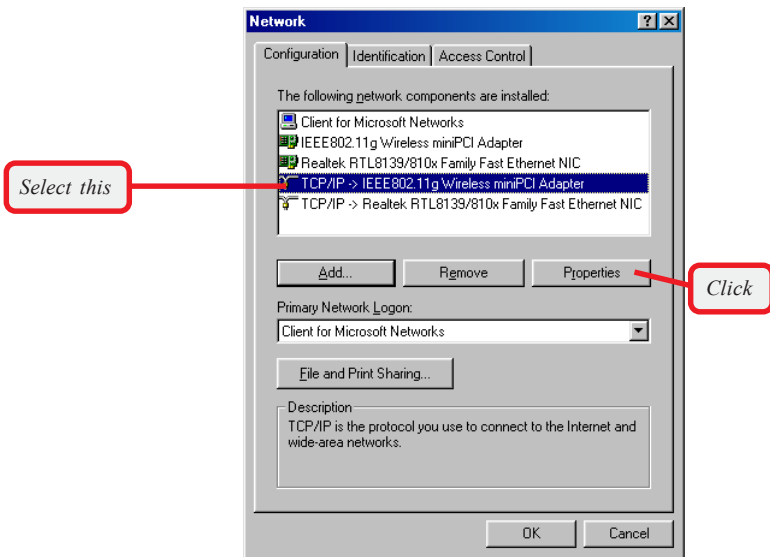 Network
Configuration Identification Access Control
The following network components are installed:
Client for Microsoft Networks
IEEE802.11g Wireless miniPCI Adapter
Realtek RTL8139/810x Family Fast Ethernet NIC
Select this
TCP/IP -> IEEE802.11g Wireless miniPCI Adapter
TCP/IP -> Realtek RTL8139/810x Family Fast Ethernet NIC
Add... Remove Properties
Click
Primary Network Logon:
Client for Microsoft Networks
File and Print Sharing...
Description
TCP/IP is the protocol you use to connect to the Internet and
wide-area networks.
OK Cancel